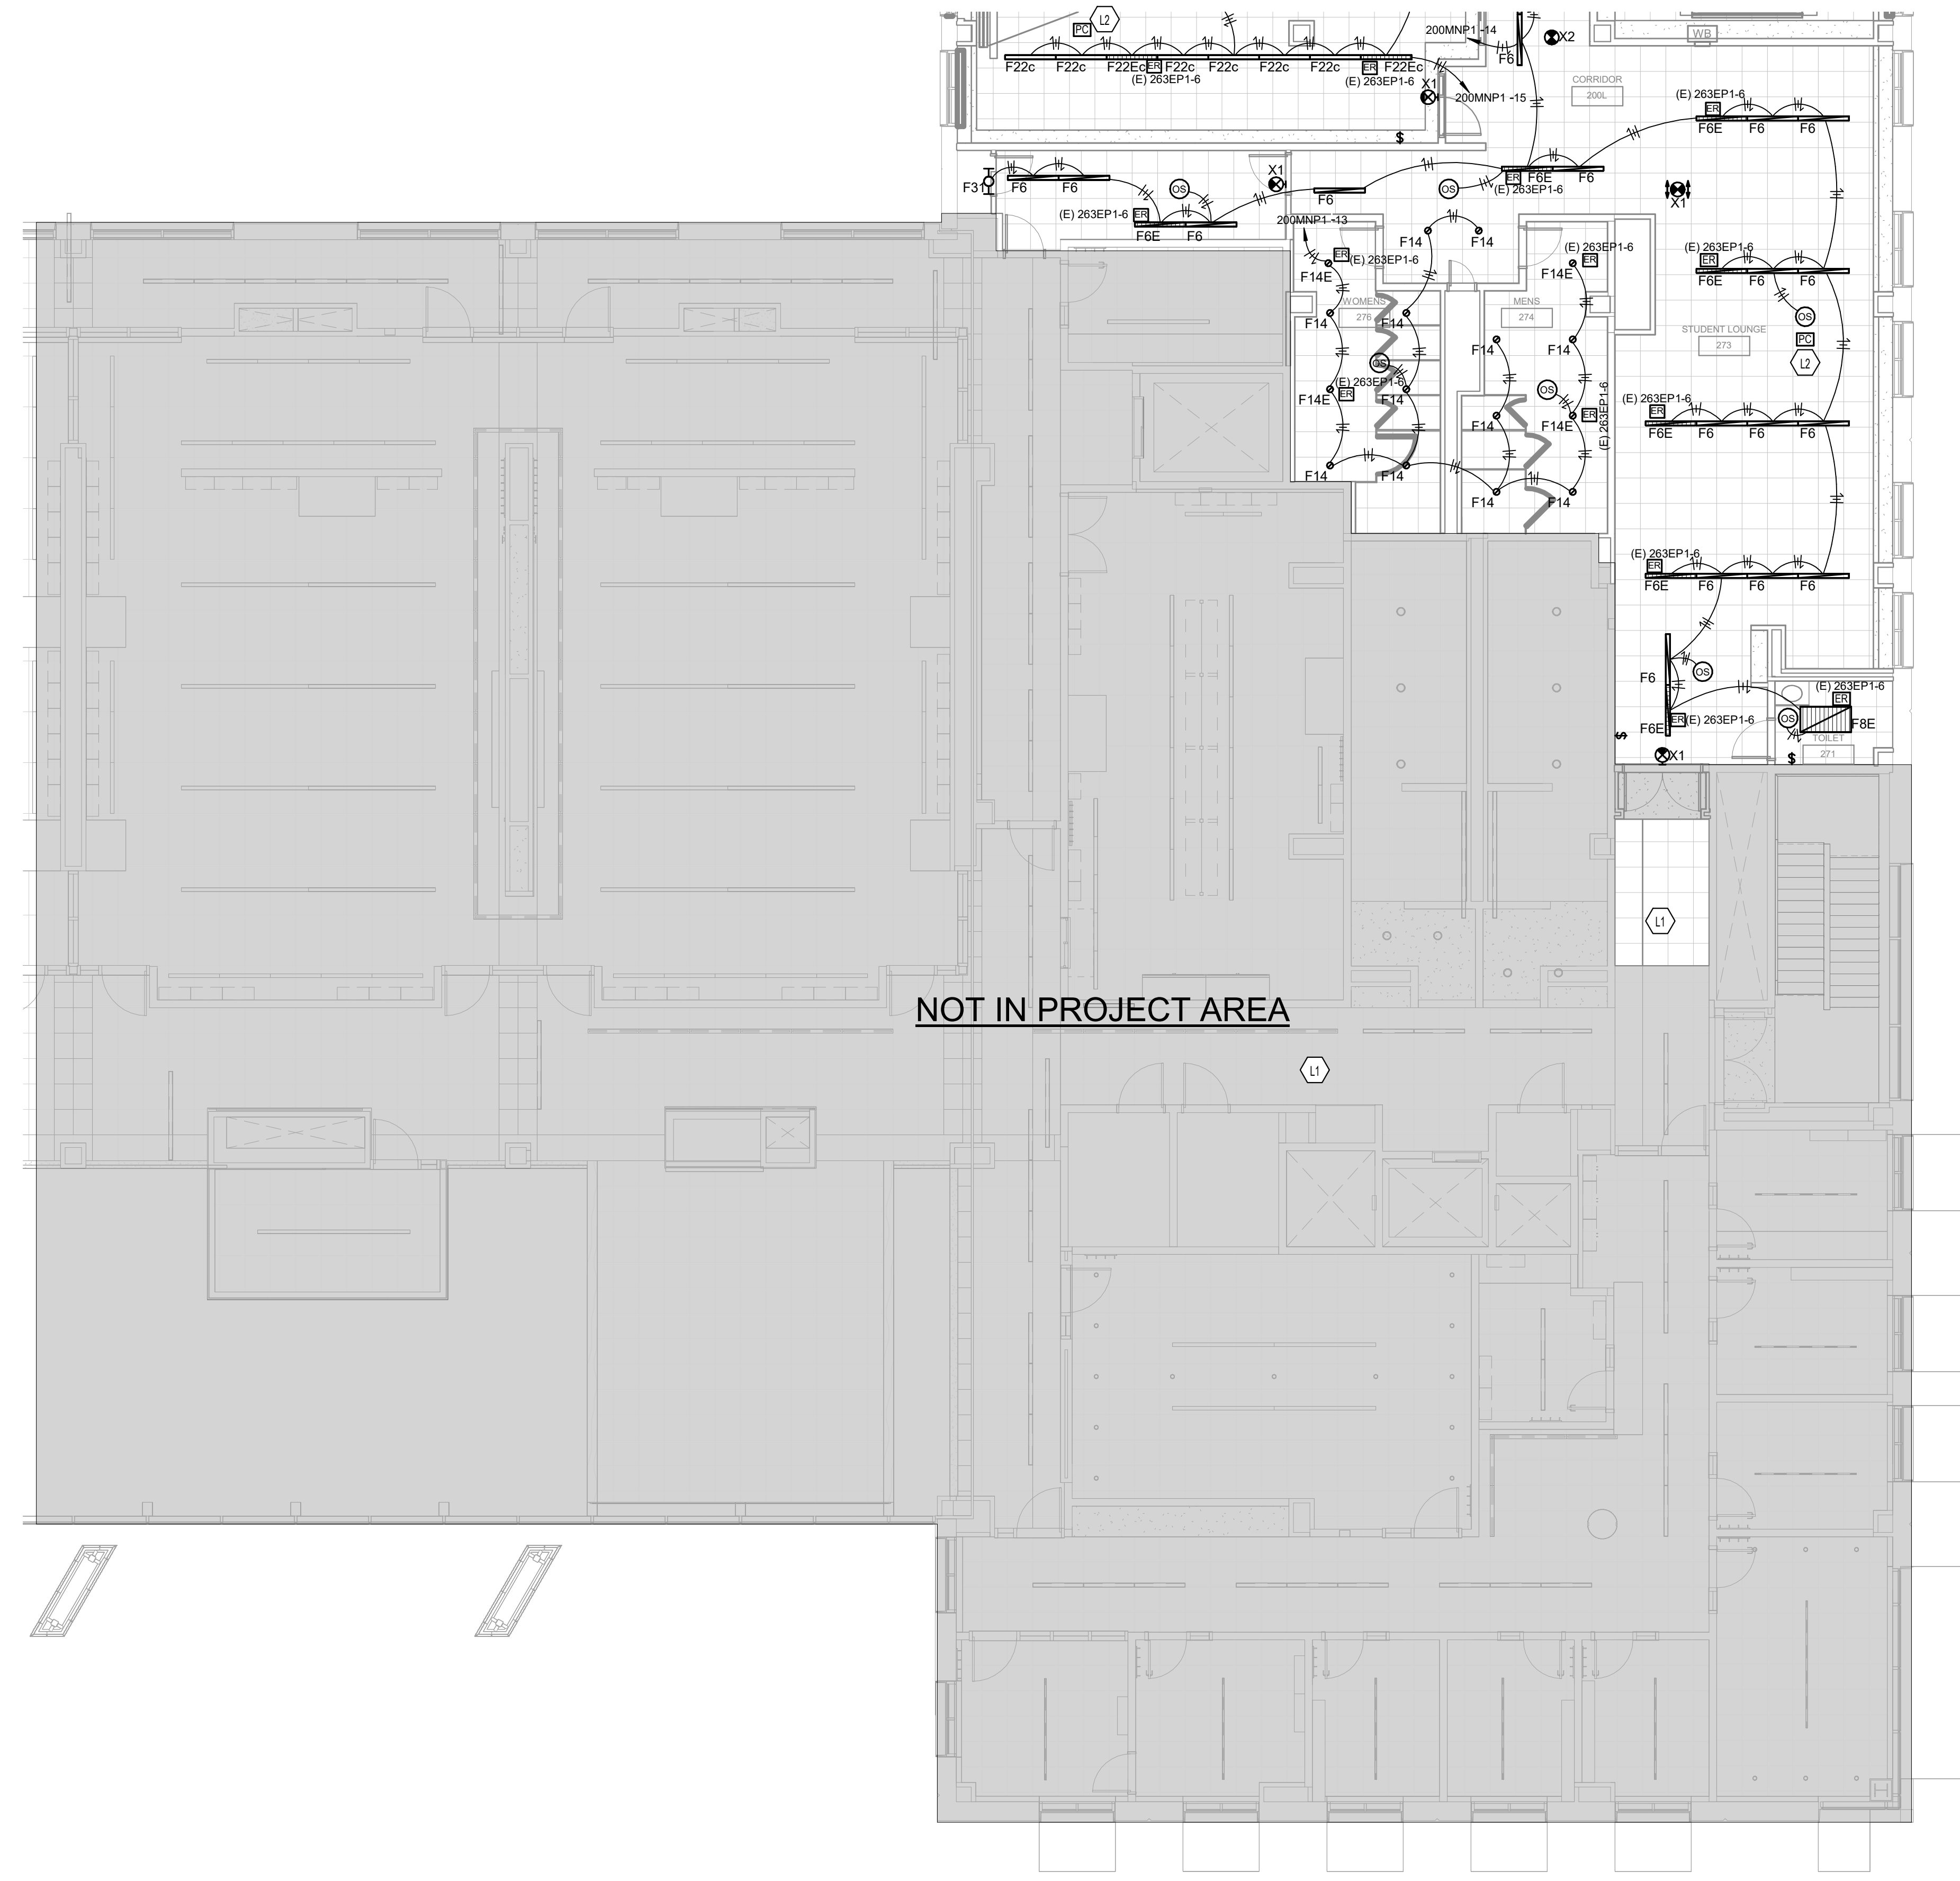 L2
PC
200MNP1 -14
X2
WB
F6
F22c
F22c
F22Ec
ER
F22c
F22c
F22c
F22c
ER
F22Ec
(E) 263EP1-6
(E) 263EP1-6
X1
200MNP1 -15
CORRIDOR
200L
(E) 263EP1-6
ER
F6E
F6
F6
$
F31
F6
F6
OS
X1
F6
OS
ER
F6E
F6
(E) 263EP1-6
X1
(E) 263EP1-6
ER
F6E
F6
200MNP1 -13
F14
F14
ER
(E) 263EP1-6
F14E
(E) 263EP1-6
ER
F14E
(E) 263EP1-6
ER
F6E
F6
F6
WOMENS
276
F14
F14
MENS
274
F14
F14
OS
STUDENT LOUNGE
273
PC
L2
OS
(E) 263EP1-6
ER
F14E
F14
OS
F14
F14E
ER
(E) 263EP1-6
(E) 263EP1-6
ER
F6E
F6
F6
F6
F14
F14
F14
F14
(E) 263EP1-6
ER
F6E
F6
F6
F6
F6
OS
F6E
ER
(E) 263EP1-6
(E) 263EP1-6
ER
OS
F8E
$
X1
$
TOILET
271
L1
NOT IN PROJECT AREA
L1